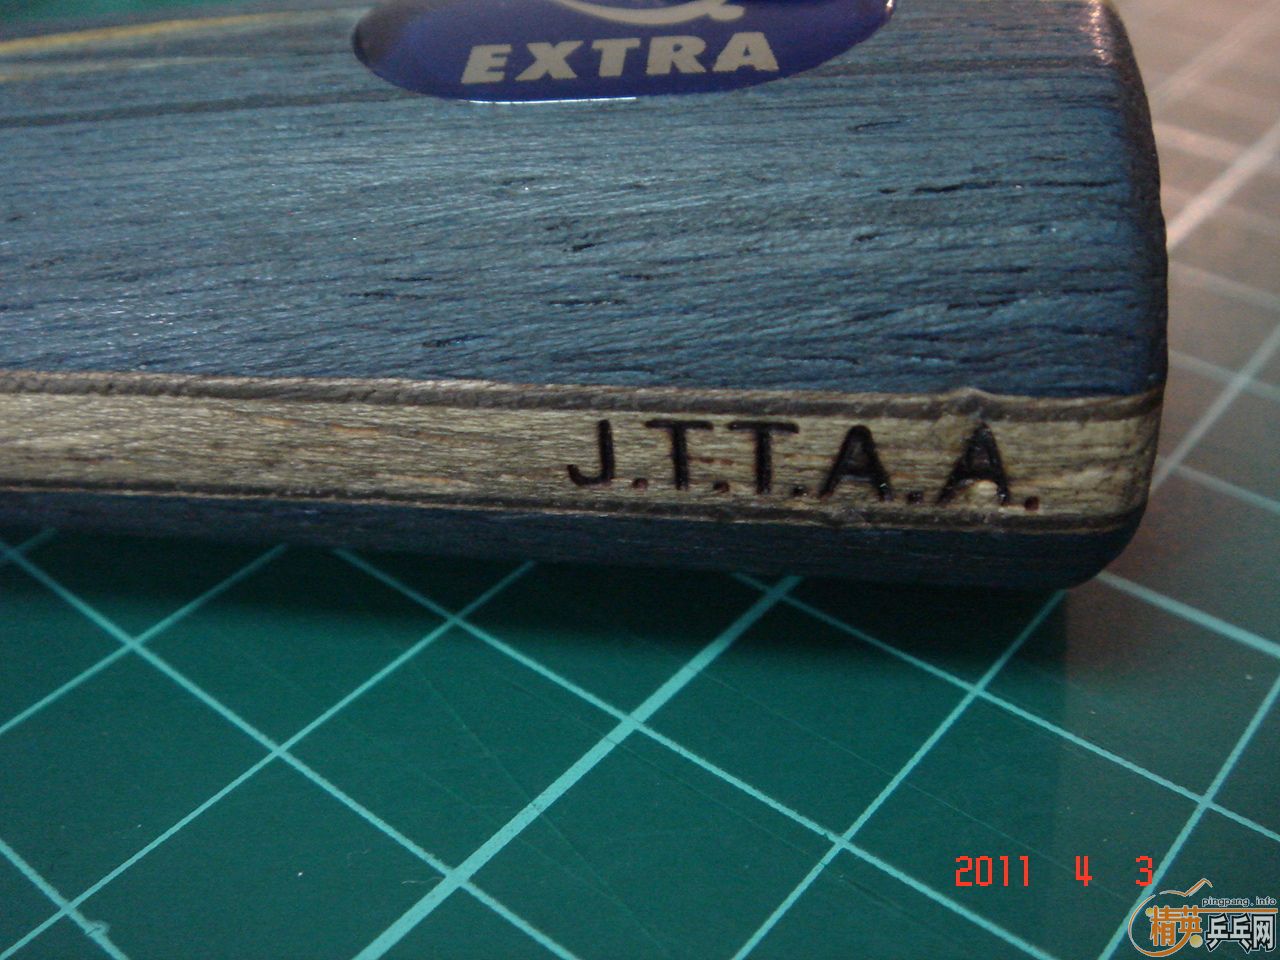 EXTRA
J.T.T.A.A.
2011 4 3
pingpang.info
精英乒乓网